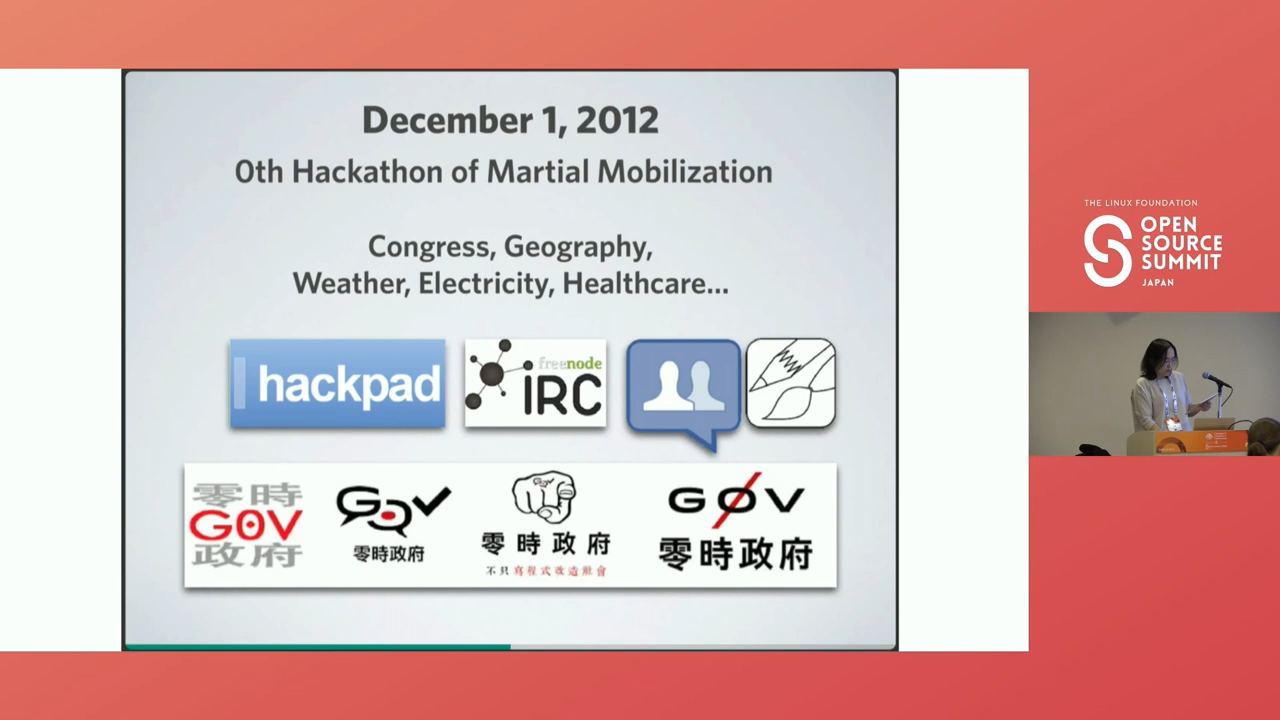 December 1, 2012
0th Hackathon of Martial Mobilization
Congress, Geography,
Weather, Electricity, Healthcare...
hackpad
freenode
IRC
零時
G0V
政府
G0V
零時政府
零時政府
不只寫程式改造社會
GØV
零時政府
THE LINUX FOUNDATION
OPEN
SOURCE
SUMMIT
JAPAN